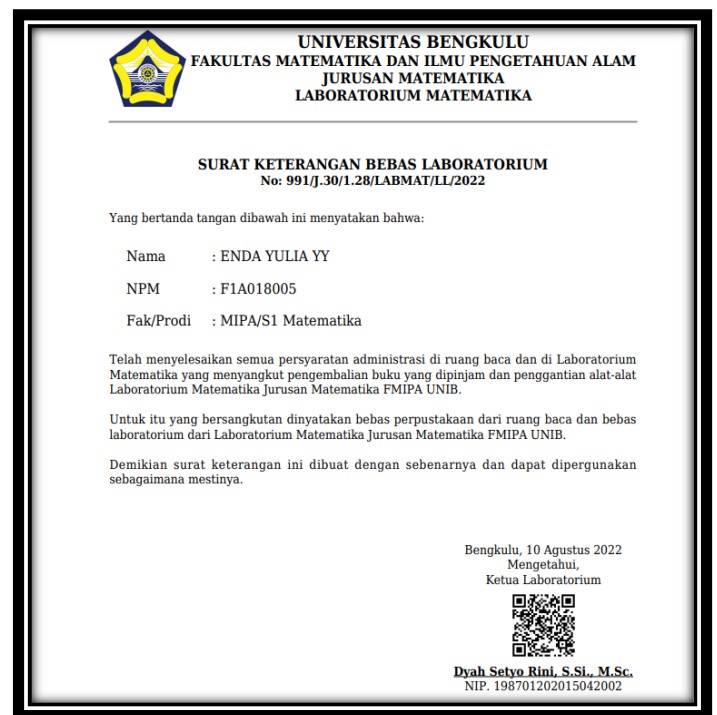 UNIVERSITAS BENGKULU
FAKULTAS MATEMATIKA DAN ILMU PENGETAHUAN ALAM
JURUSAN MATEMATIKA
LABORATORIUM MATEMATIKA
SURAT KETERANGAN BEBAS LABORATORIUM
No: 991/J.30/1.28/LABMAT/LL/2022
Yang bertanda tangan dibawah ini menyatakan bahwa:
Nama : ENDA YULIA YY
NPM : F1A018005
Fak/Prodi : MIPA/S1 Matematika
Telah menyelesaikan semua persyaratan administrasi di ruang baca dan di Laboratorium
Matematika yang menyangkut pengembalian buku yang dipinjam dan penggantian alat-alat
Laboratorium Matematika Jurusan Matematika FMIPA UNIB.
Untuk itu yang bersangkutan dinyatakan bebas perpustakaan dari ruang baca dan bebas
laboratorium dari Laboratorium Matematika Jurusan Matematika FMIPA UNIB.
Demikian surat keterangan ini dibuat dengan sebenarnya dan dapat dipergunakan
sebagaimana mestinya.
Bengkulu, 10 Agustus 2022
Mengetahui,
Ketua Laboratorium
Dyah Setyo Rini, S.Si., M.Sc.
NIP. 198701202015042002